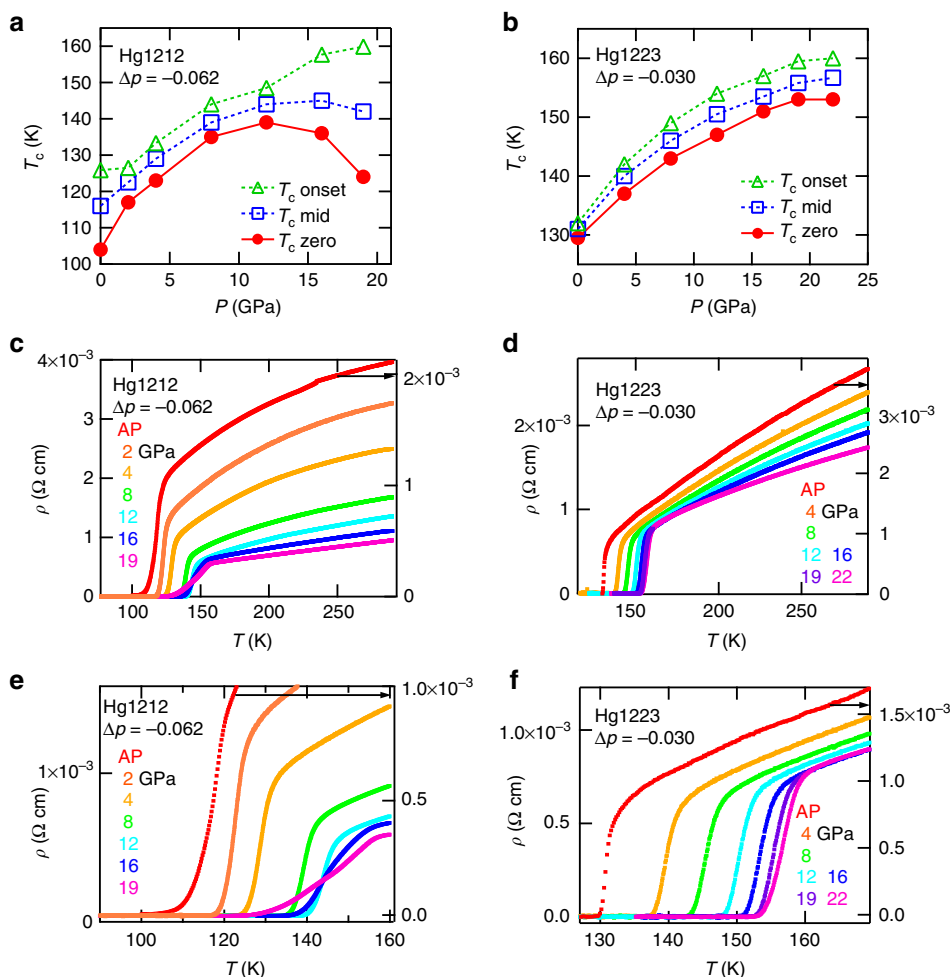 a
Hg1212
Δp = −0.062
160
150
140
130
120
110
100
Tc (K)
Tc onset
Tc mid
Tc zero
0
5
10
15
20
P (GPa)
b
Hg1223
Δp = −0.030
160
150
140
130
Tc (K)
Tc onset
Tc mid
Tc zero
0
5
10
15
20
25
P (GPa)
c
4×10−3
3
2
1
0
ρ (Ω cm)
Hg1212
Δp = −0.062
AP
2 GPa
4
8
12
16
19
2×10−3
1
0
100
150
200
250
T (K)
d
2×10−3
1
0
ρ (Ω cm)
Hg1223
Δp = −0.030
AP
4 GPa
8
12 16
19 22
3×10−3
2
1
0
150
200
250
T (K)
e
1×10−3
0
ρ (Ω cm)
Hg1212
Δp = −0.062
AP
2 GPa
4
8
12
16
19
1.0×10−3
0.5
0.0
90
100
110
120
130
140
150
160
T (K)
f
1.0×10−3
0.5
0.0
ρ (Ω cm)
Hg1223
Δp = −0.030
AP
4 GPa
8
12 16
19 22
1.5×10−3
1.0
0.5
0.0
130
140
150
160
T (K)